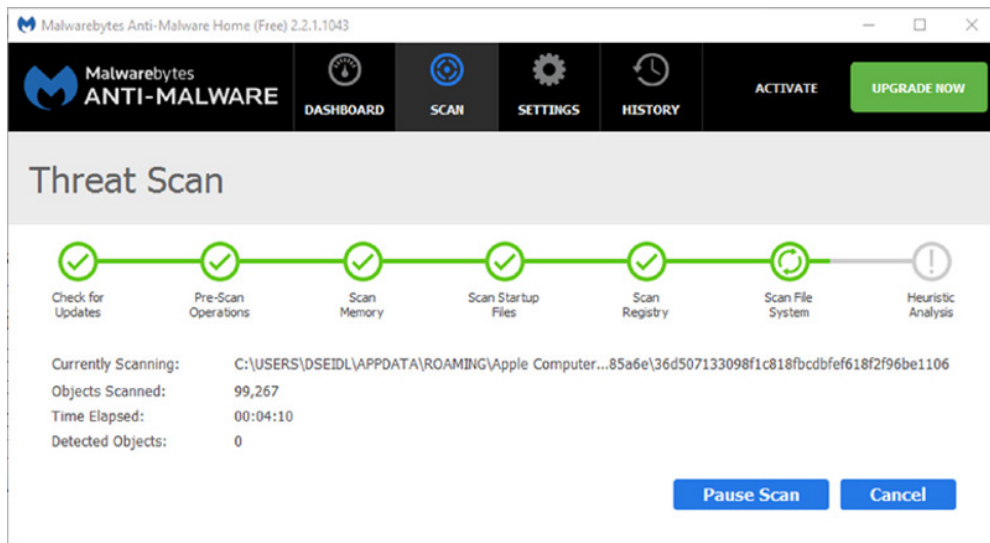 Malwarebytes Anti-Malware Home (Free) 2.2.1.1043
Malwarebytes
ANTI-MALWARE
DASHBOARD
SCAN
SETTINGS
HISTORY
ACTIVATE
UPGRADE NOW
Threat Scan
Check for
Updates
Pre-Scan
Operations
Scan
Memory
Scan Startup
Files
Scan
Registry
Scan File
System
Heuristic
Analysis
Currently Scanning: C:\USERS\DSEIDL\APPDATA\ROAMING\Apple Computer...85a6e\36d507133098f1c818fbcdbfef618f2f96be1106
Objects Scanned: 99,267
Time Elapsed: 00:04:10
Detected Objects: 0
Pause Scan
Cancel